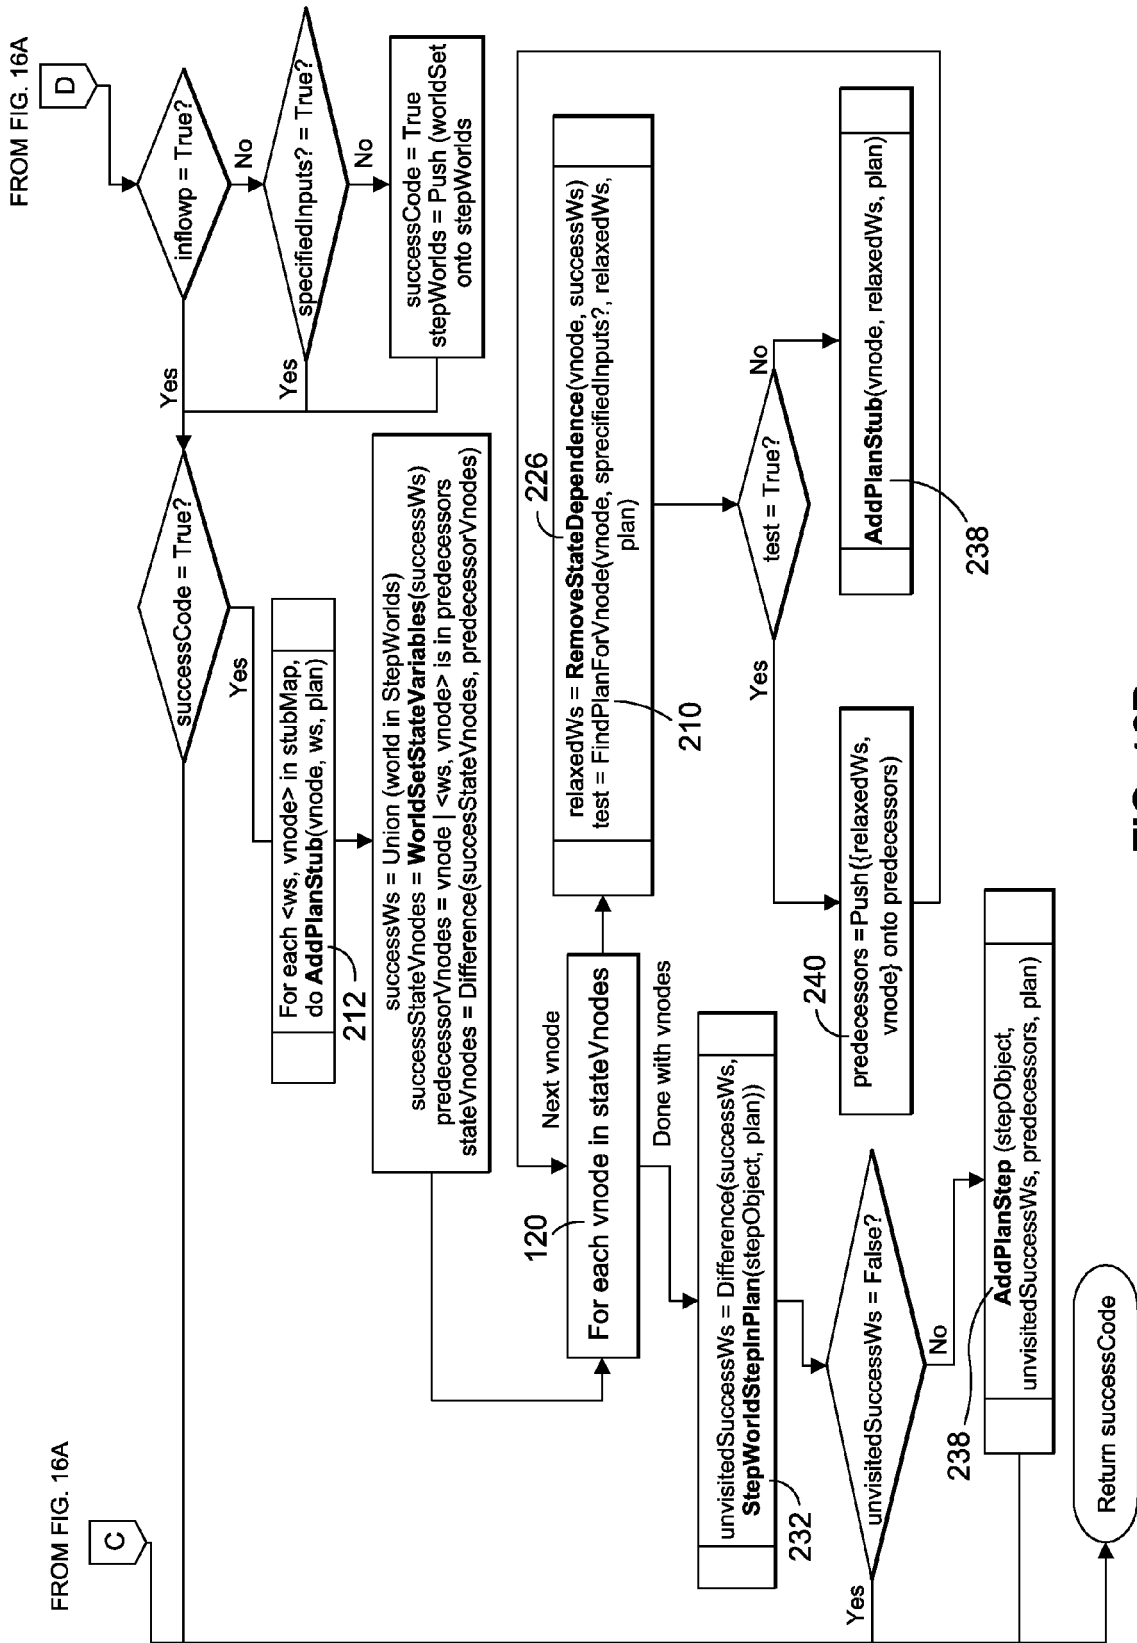 FROM FIG. 16A
C
FROM FIG. 16A
D
inflowp = True?
Yes
No
specifiedInputs? = True?
Yes
No
successCode = True
stepWorlds = Push (worldSet
onto stepWorlds
successCode = True?
Yes
For each <ws, vnode> in stubMap,
do AddPlanStub(vnode, ws, plan)
212
successWs = Union (world in StepWorlds)
successStateVnodes = WorldSetStateVariables(successWs)
predecessorVnodes = vnode | <ws, vnode> is in predecessors
stateVnodes = Difference(succesStateVnodes, predecessorVnodes)
120
Next vnode
For each vnode in stateVnodes
Done with vnodes
226
relaxedWs = RemoveStateDependence(vnode, successWs)
test = FindPlanForVnode(vnode, sprecifiedInputs?, relaxedWs,
plan)
210
test = True?
Yes
No
240
predecessors =Push({relaxedWs,
vnode} onto predecessors)
AddPlanStub(vnode, relaxedWs, plan)
238
unvisitedSuccessWs = Difference(successWs,
StepWorldStepInPlan(stepObject, plan))
232
unvisitedSuccessWs = False?
Yes
No
238
AddPlanStep (stepObject,
unvisitedSuccessWs, predecessors, plan)
Return successCode